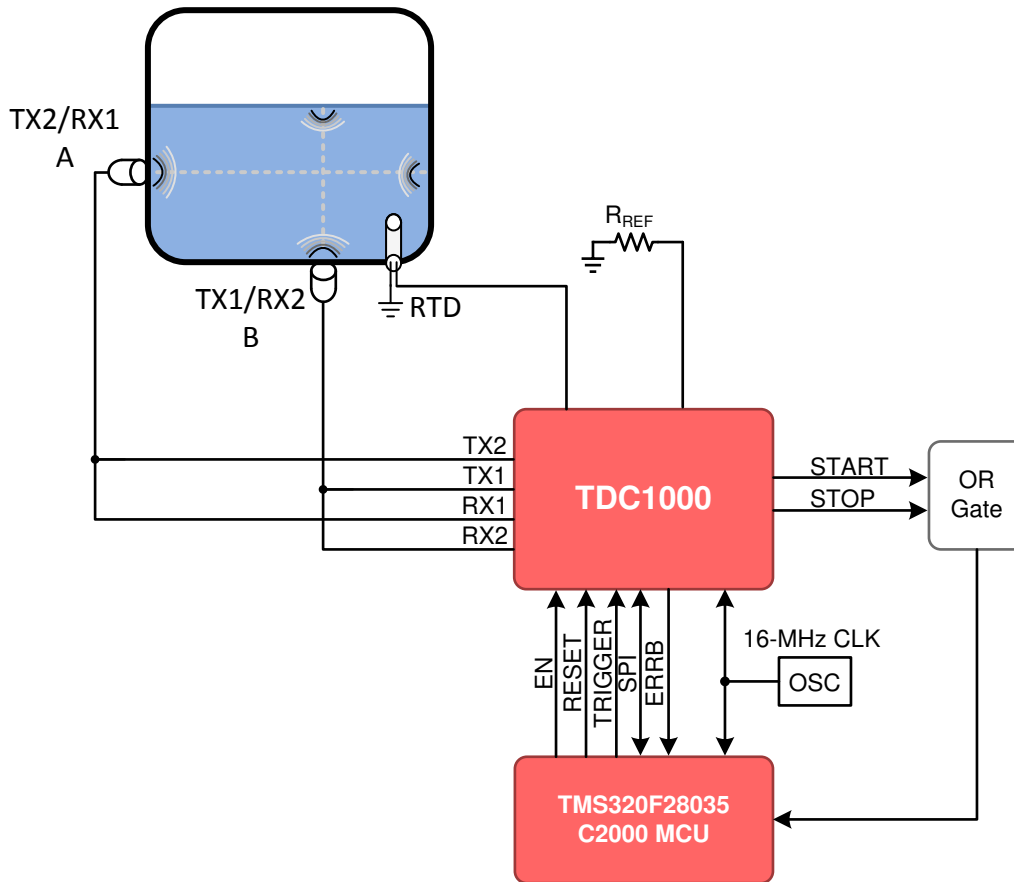 TX2/RX1
A
R_REF
TX1/RX2
B
RTD
TX2
TX1
RX1
RX2
TDC1000
START
STOP
OR
Gate
EN
RESET
TRIGGER
SPI
ERRB
16-MHz CLK
OSC
TMS320F28035
C2000 MCU